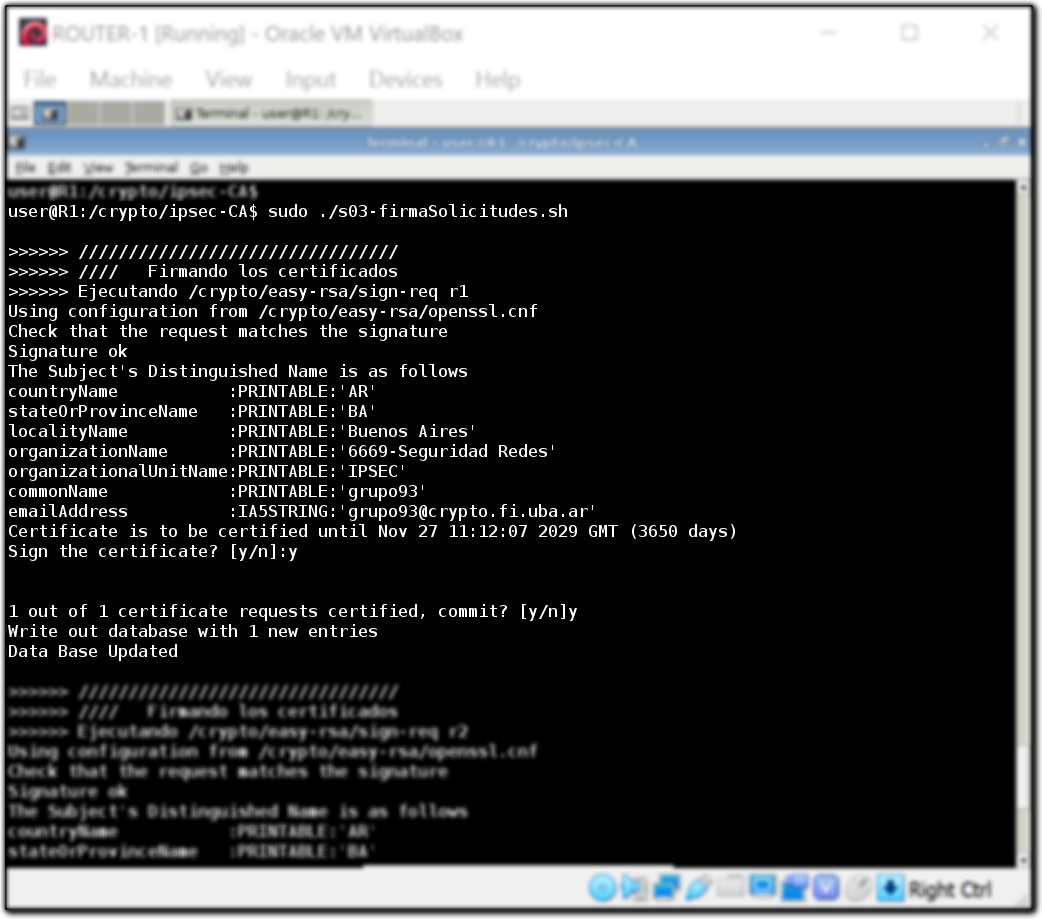 ROUTER-1 [Running] - Oracle VM VirtualBox
File Machine View Input Devices Help
Terminal - user@R1: /cry...
Terminal - user@R1: /crypto/ipsec-CA
File Edit View Terminal Go Help
user@R1:/crypto/ipsec-CA$
user@R1:/crypto/ipsec-CA$ sudo ./s03-firmaSolicitudes.sh
>>>>>> ////////////////////////////////
>>>>>> ////   Firmando los certificados
>>>>>> Ejecutando /crypto/easy-rsa/sign-req r1
Using configuration from /crypto/easy-rsa/openssl.cnf
Check that the request matches the signature
Signature ok
The Subject's Distinguished Name is as follows
countryName           :PRINTABLE:'AR'
stateOrProvinceName   :PRINTABLE:'BA'
localityName          :PRINTABLE:'Buenos Aires'
organizationName      :PRINTABLE:'6669-Seguridad Redes'
organizationalUnitName:PRINTABLE:'IPSEC'
commonName            :PRINTABLE:'grupo93'
emailAddress          :IA5STRING:'grupo93@crypto.fi.uba.ar'
Certificate is to be certified until Nov 27 11:12:07 2029 GMT (3650 days)
Sign the certificate? [y/n]:y
1 out of 1 certificate requests certified, commit? [y/n]y
Write out database with 1 new entries
Data Base Updated
>>>>>> ////////////////////////////////
>>>>>> ////   Firmando los certificados
>>>>>> Ejecutando /crypto/easy-rsa/sign-req r2
Using configuration from /crypto/easy-rsa/openssl.cnf
Check that the request matches the signature
Signature ok
The Subject's Distinguished Name is as follows
countryName           :PRINTABLE:'AR'
stateOrProvinceName   :PRINTABLE:'BA'
Right Ctrl